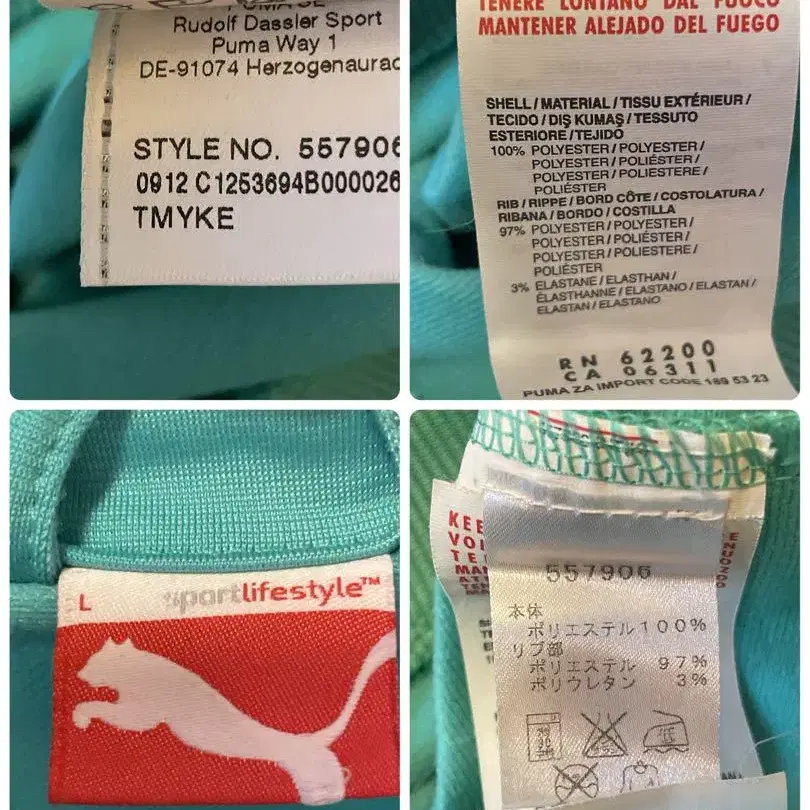 Rudolf Dassler Sport
Puma Way 1
DE-91074 Herzogenaurac
STYLE NO. 557906
0912 C1253694B000026
TMYKE
TENERE LONTANO DAL FUOCO
MANTENER ALEJADO DEL FUEGO
SHELL / MATERIAL / TISSU EXTÉRIEUR /
TECIDO / DIŞ KUMAŞ / TESSUTO
ESTERIORE / TEJIDO
100% POLYESTER / POLYESTER /
POLYESTER / POLIÉSTER /
POLYESTER / POLIESTERE /
POLIÉSTER
RIB / RIPPE / BORD CÔTE / COSTOLATURA /
RIBANA / BORDO / COSTILLA
97% POLYESTER / POLYESTER /
POLYESTER / POLIÉSTER /
POLYESTER / POLIESTERE /
POLIÉSTER
3% ELASTANE / ELASTHAN /
ÉLASTHANNE / ELASTANO / ELASTAN /
ELASTAN / ELASTANO
RN 62200
CA 06311
PUMA ZA IMPORT CODE 189 53 23
L
sportlifestyle™
KEE
VOI
TE
MAN
557906
本体
ポリエステル100%
リブ部
ポリエステル 97%
ポリウレタン 3%